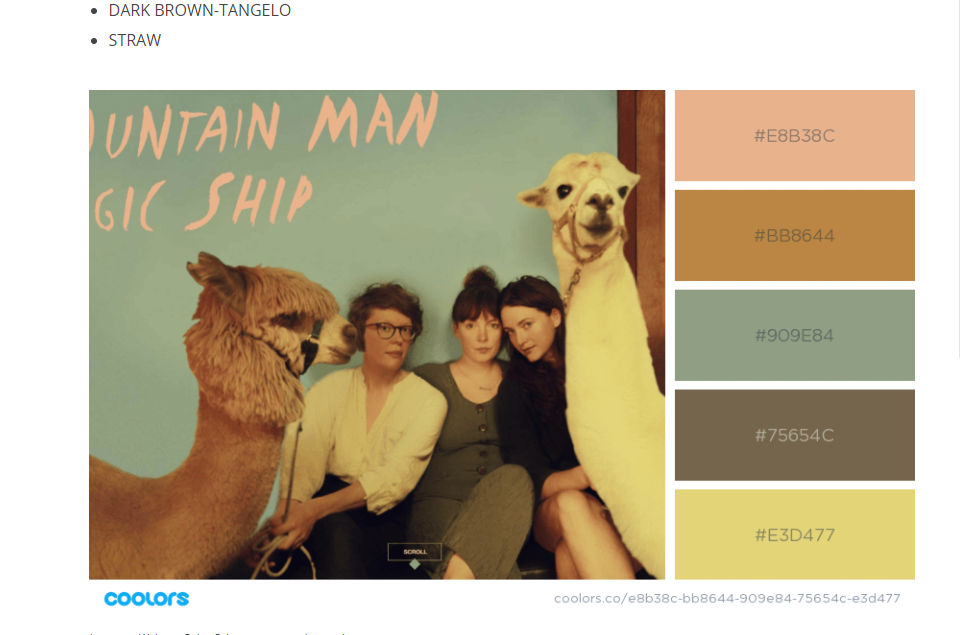 DARK BROWN-TANGELO
STRAW
OUNTAIN MAN
GIC SHIP
#E8B38C
#BB8644
#909E84
#75654C
#E3D477
SCROLL
COOLORS
coolors.co/e8b38c-bb8644-909e84-75654c-e3d477